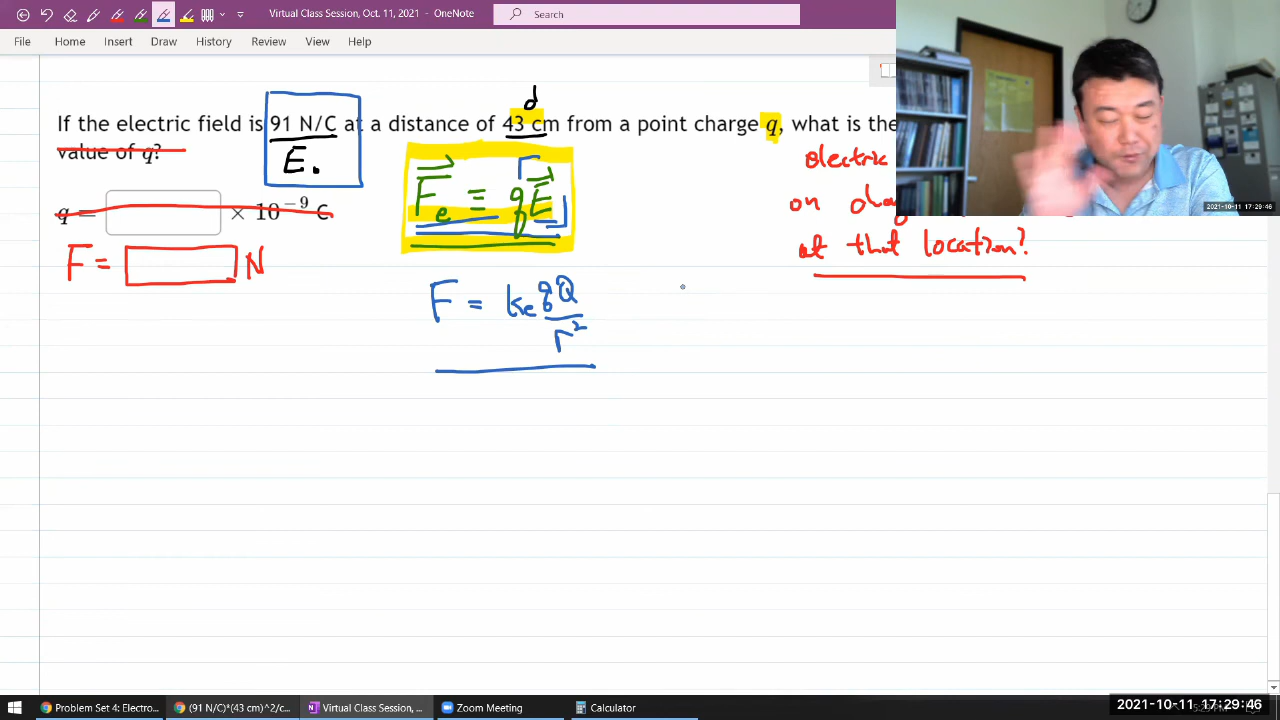 Virtual Class Session, Oct. 11, 2021 - OneNote
Search
File Home Insert Draw History Review View Help
d
If the electric field is 91 N/C at a distance of 43 cm from a point charge q, what is the
value of q?
E.
electric
F_e = qE
on
q = × 10⁻⁹ C
at that location?
F = N
F = k_e qQ/r²
2021-10-11 17:29:46
Problem Set 4: Electro...
(91 N/C)*(43 cm)^2/c...
Virtual Class Session, ...
Zoom Meeting
Calculator
2021-10-11 17:29:46